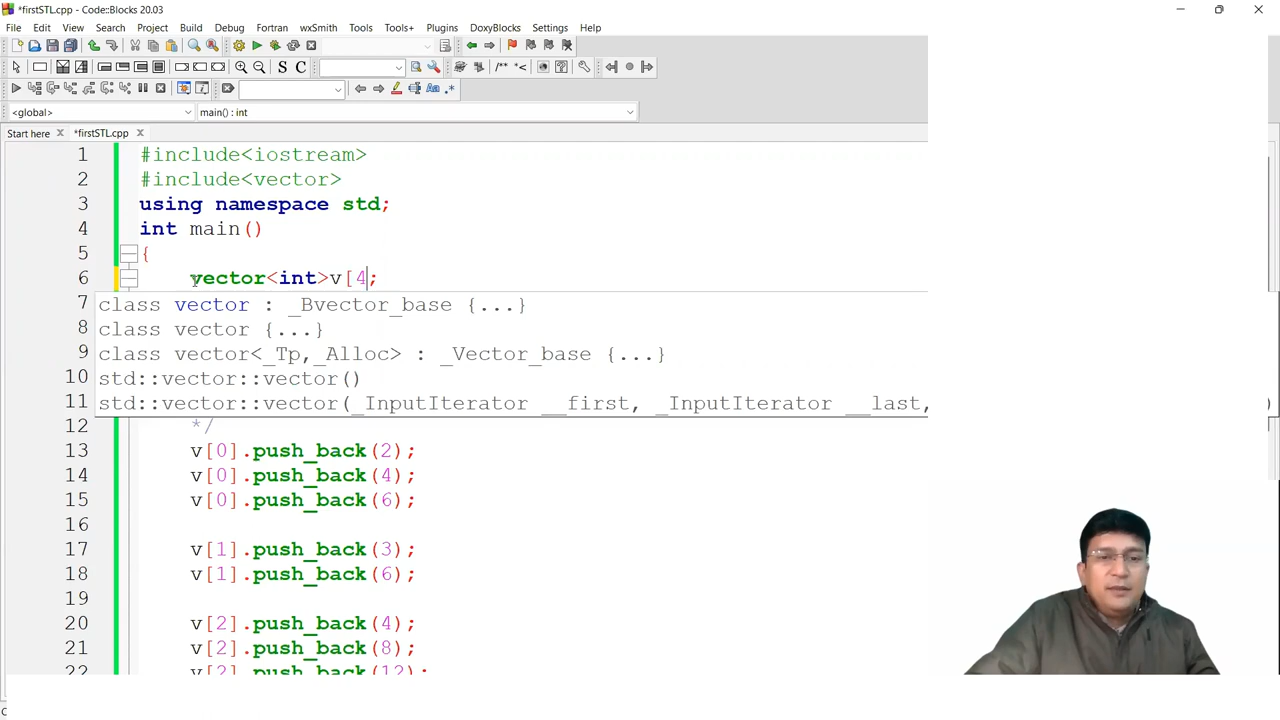 *firstSTL.cpp - Code::Blocks 20.03
File Edit View Search Project Build Debug Fortran wxSmith Tools Tools+ Plugins DoxyBlocks Settings Help
S C
/** *<
Aa .*
<global> main() : int
Start here *firstSTL.cpp
1 #include<iostream>
2 #include<vector>
3 using namespace std;
4 int main()
5 {
6 vector<int>v[4;
7 class vector : _Bvector_base {...}
8 class vector {...}
9 class vector<_Tp,_Alloc> : _Vector_base {...}
10 std::vector::vector()
11 std::vector::vector(_InputIterator __first, _InputIterator __last, )
12 */
13 v[0].push_back(2);
14 v[0].push_back(4);
15 v[0].push_back(6);
16
17 v[1].push_back(3);
18 v[1].push_back(6);
19
20 v[2].push_back(4);
21 v[2].push_back(8);
22 v[2].push_back(12);